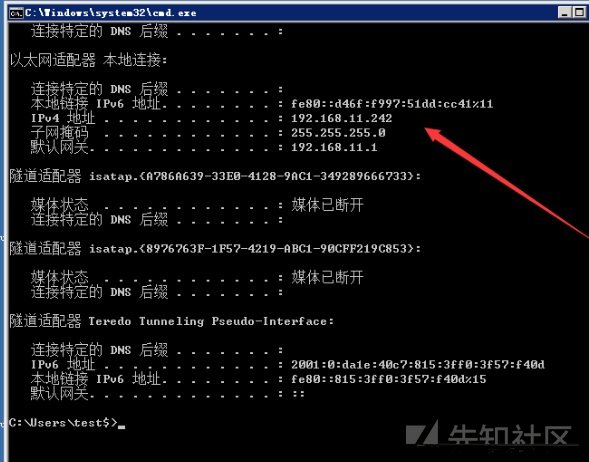 C:\Windows\system32\cmd.exe
连接特定的 DNS 后缀 . . . . . . . :
以太网适配器 本地连接:
连接特定的 DNS 后缀 . . . . . . . :
本地链接 IPv6 地址. . . . . . . . : fe80::d46f:f997:51dd:cc41%11
IPv4 地址 . . . . . . . . . . . . : 192.168.11.242
子网掩码 . . . . . . . . . . . . : 255.255.255.0
默认网关. . . . . . . . . . . . . : 192.168.11.1
隧道适配器 isatap.{A786A639-33E0-4128-9AC1-349289666733}:
媒体状态 . . . . . . . . . . . . : 媒体已断开
连接特定的 DNS 后缀 . . . . . . . :
隧道适配器 isatap.{8976763F-1F57-4219-ABC1-90CFF219C853}:
媒体状态 . . . . . . . . . . . . : 媒体已断开
连接特定的 DNS 后缀 . . . . . . . :
隧道适配器 Teredo Tunneling Pseudo-Interface:
连接特定的 DNS 后缀 . . . . . . . :
IPv6 地址 . . . . . . . . . . . . : 2001:0:da1e:40c7:815:3ff0:3f57:f40d
本地链接 IPv6 地址. . . . . . . . : fe80::815:3ff0:3f57:f40d%15
默认网关. . . . . . . . . . . . . : ::
C:\Users\test$>_
先知社区